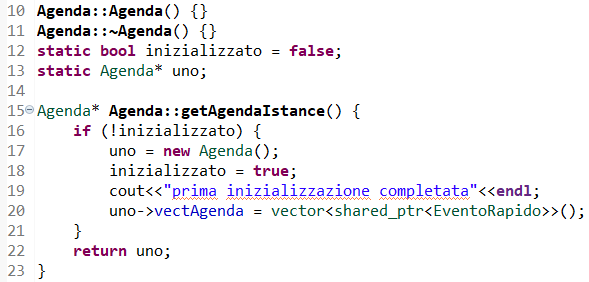 10 Agenda::Agenda() {}
11 Agenda::~Agenda() {}
12 static bool inizializzato = false;
13 static Agenda* uno;
14
15 Agenda* Agenda::getAgendaIstance() {
16     if (!inizializzato) {
17         uno = new Agenda();
18         inizializzato = true;
19         cout<<"prima inizializzazione completata"<<endl;
20         uno->vectAgenda = vector<shared_ptr<EventoRapido>>();
21     }
22     return uno;
23 }